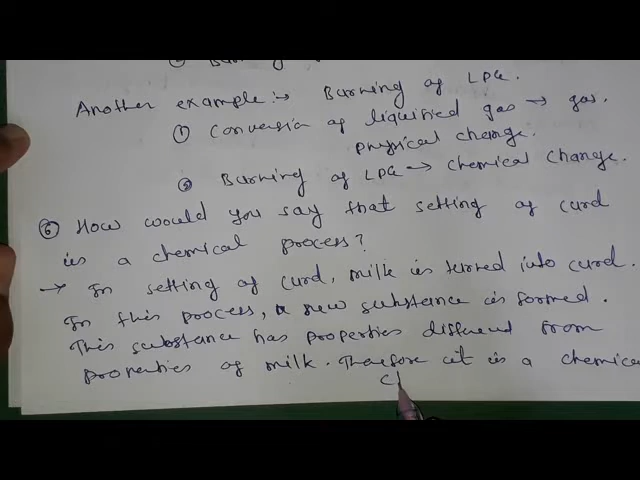 ② Burning
Another example :→ Burning of LPG.
① Conversion of liquified gas → gas.
physical change.
② Burning of LPG → chemical change.
⑥ How would you say that setting of curd
is a chemical process?
→ In setting of curd, milk is turned into curd.
In this process, a new substance is formed.
This substance has properties different from
properties of milk. Therefore it is a chemical
ch